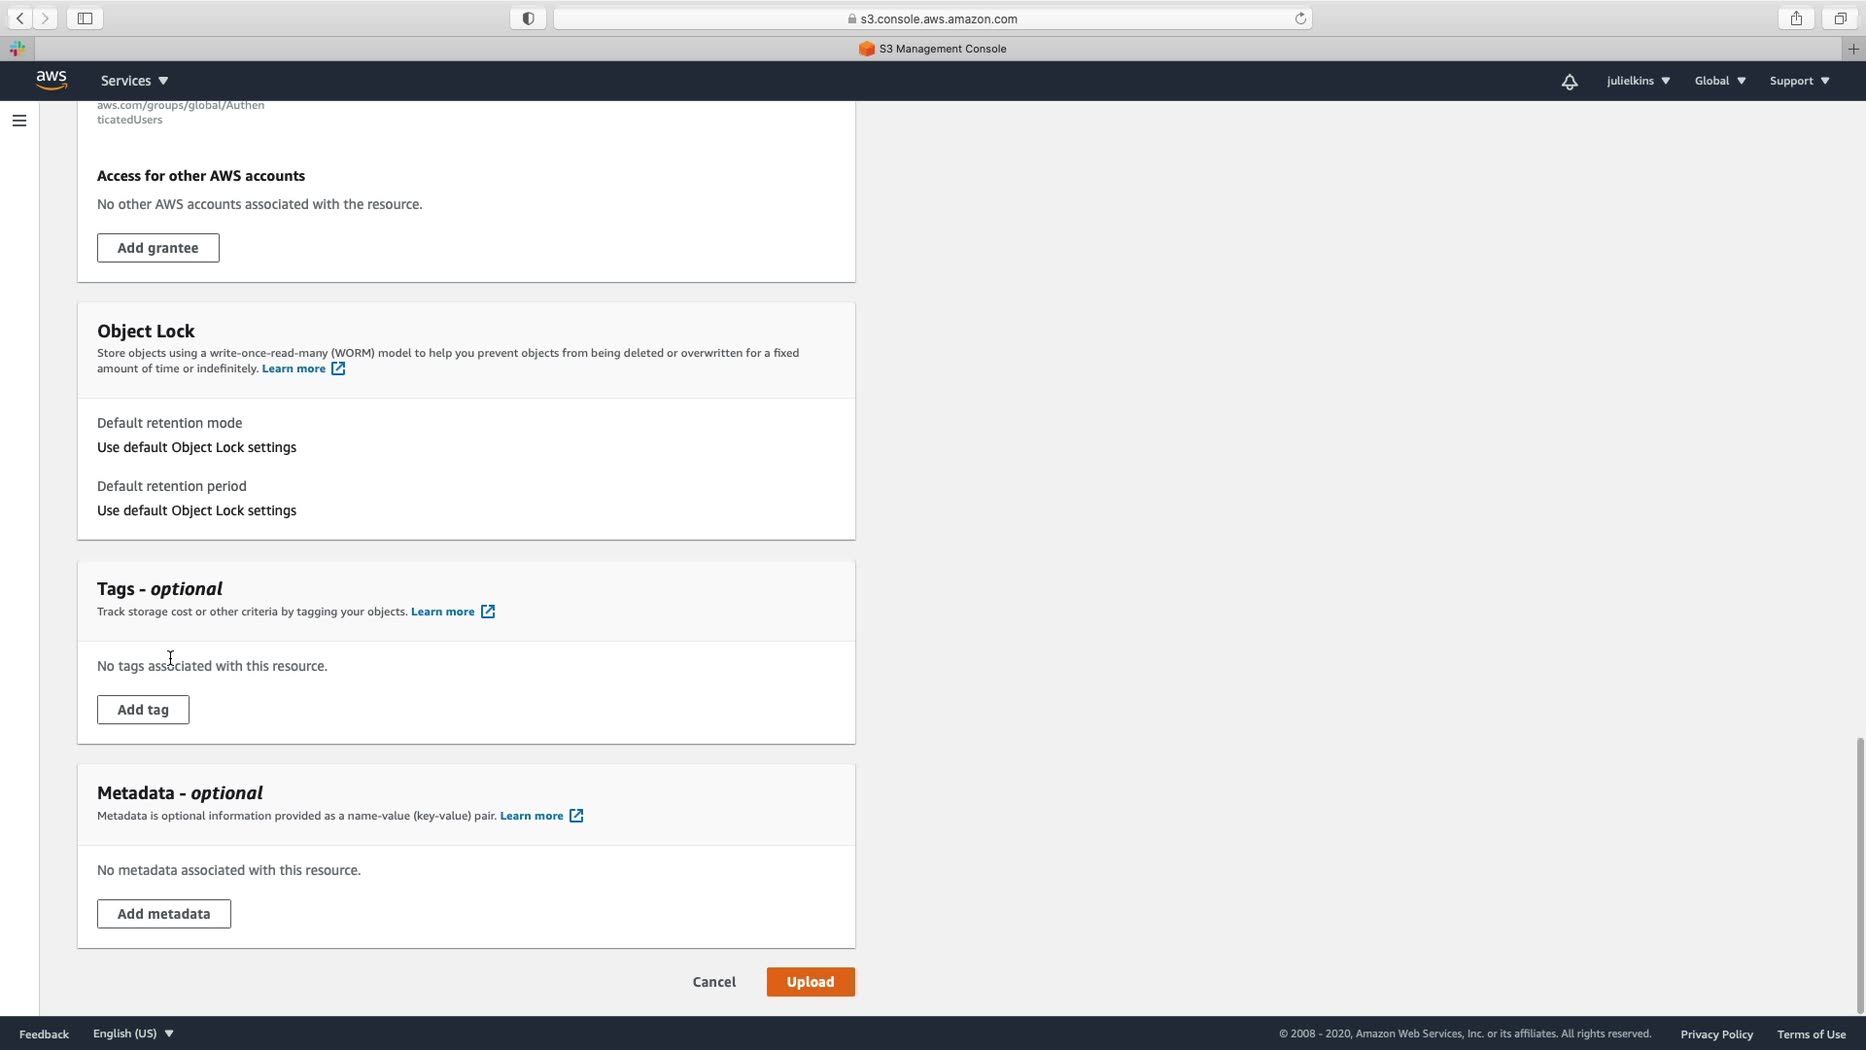 s3.console.aws.amazon.com
S3 Management Console
aws
Services
julielkins
Global
Support
aws.com/groups/global/Authen
ticatedUsers
Access for other AWS accounts
No other AWS accounts associated with the resource.
Add grantee
Object Lock
Store objects using a write-once-read-many (WORM) model to help you prevent objects from being deleted or overwritten for a fixed
amount of time or indefinitely. Learn more
Default retention mode
Use default Object Lock settings
Default retention period
Use default Object Lock settings
Tags - optional
Track storage cost or other criteria by tagging your objects. Learn more
No tags associated with this resource.
Add tag
Metadata - optional
Metadata is optional information provided as a name-value (key-value) pair. Learn more
No metadata associated with this resource.
Add metadata
Cancel
Upload
Feedback
English (US)
© 2008 - 2020, Amazon Web Services, Inc. or its affiliates. All rights reserved.
Privacy Policy
Terms of Use